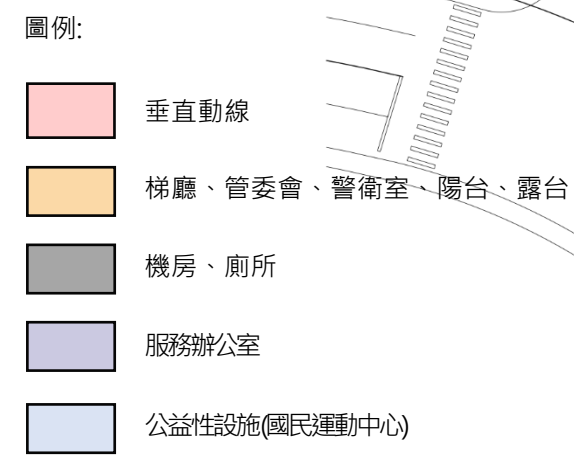 圖例:
垂直動線
梯廳、管委會、警衛室、陽台、露台
機房、廁所
服務辦公室
公益性設施(國民運動中心)